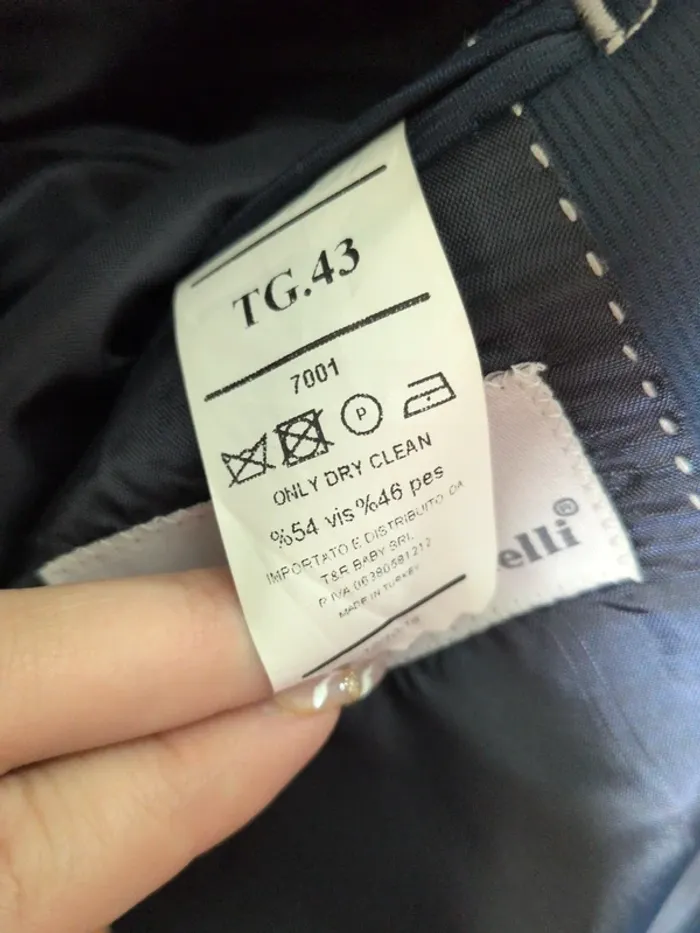 TG.43
7001
P
ONLY DRY CLEAN
%54 vis %46 pes
IMPORTATO E DISTRIBUITO DA
T&R BABY SRL
P IVA 06380581212
MADE IN TURKEY
elli®